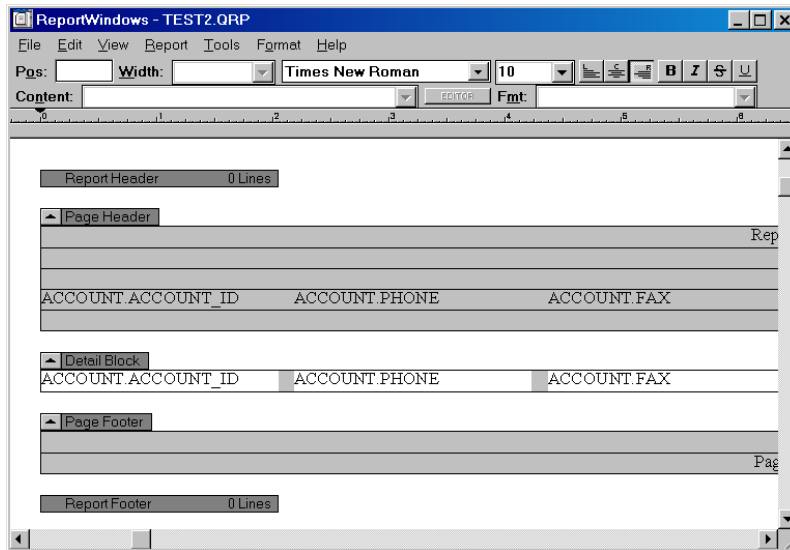 ReportWindows - TEST2.QRP
File Edit View Report Tools Format Help
Pos: Width: Times New Roman 10 B I S U
Content: EDITOR Fmt:
0 1 2 3 4 5 6
Report Header 0 Lines
Page Header
Rep
ACCOUNT.ACCOUNT_ID ACCOUNT.PHONE ACCOUNT.FAX
Detail Block
ACCOUNT.ACCOUNT_ID ACCOUNT.PHONE ACCOUNT.FAX
Page Footer
Pag
Report Footer 0 Lines